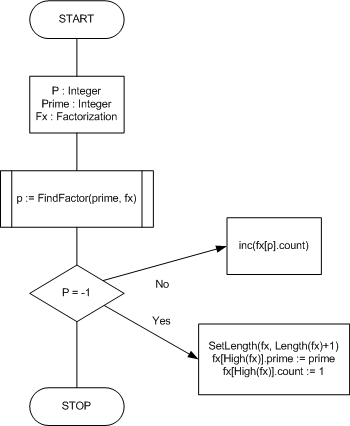 START
P : Integer
Prime : Integer
Fx : Factorization
p := FindFactor(prime, fx)
inc(fx[p].count)
P = -1
No
Yes
SetLength(fx, Length(fx)+1)
fx[High(fx)].prime := prime
fx[High(fx)].count := 1
STOP